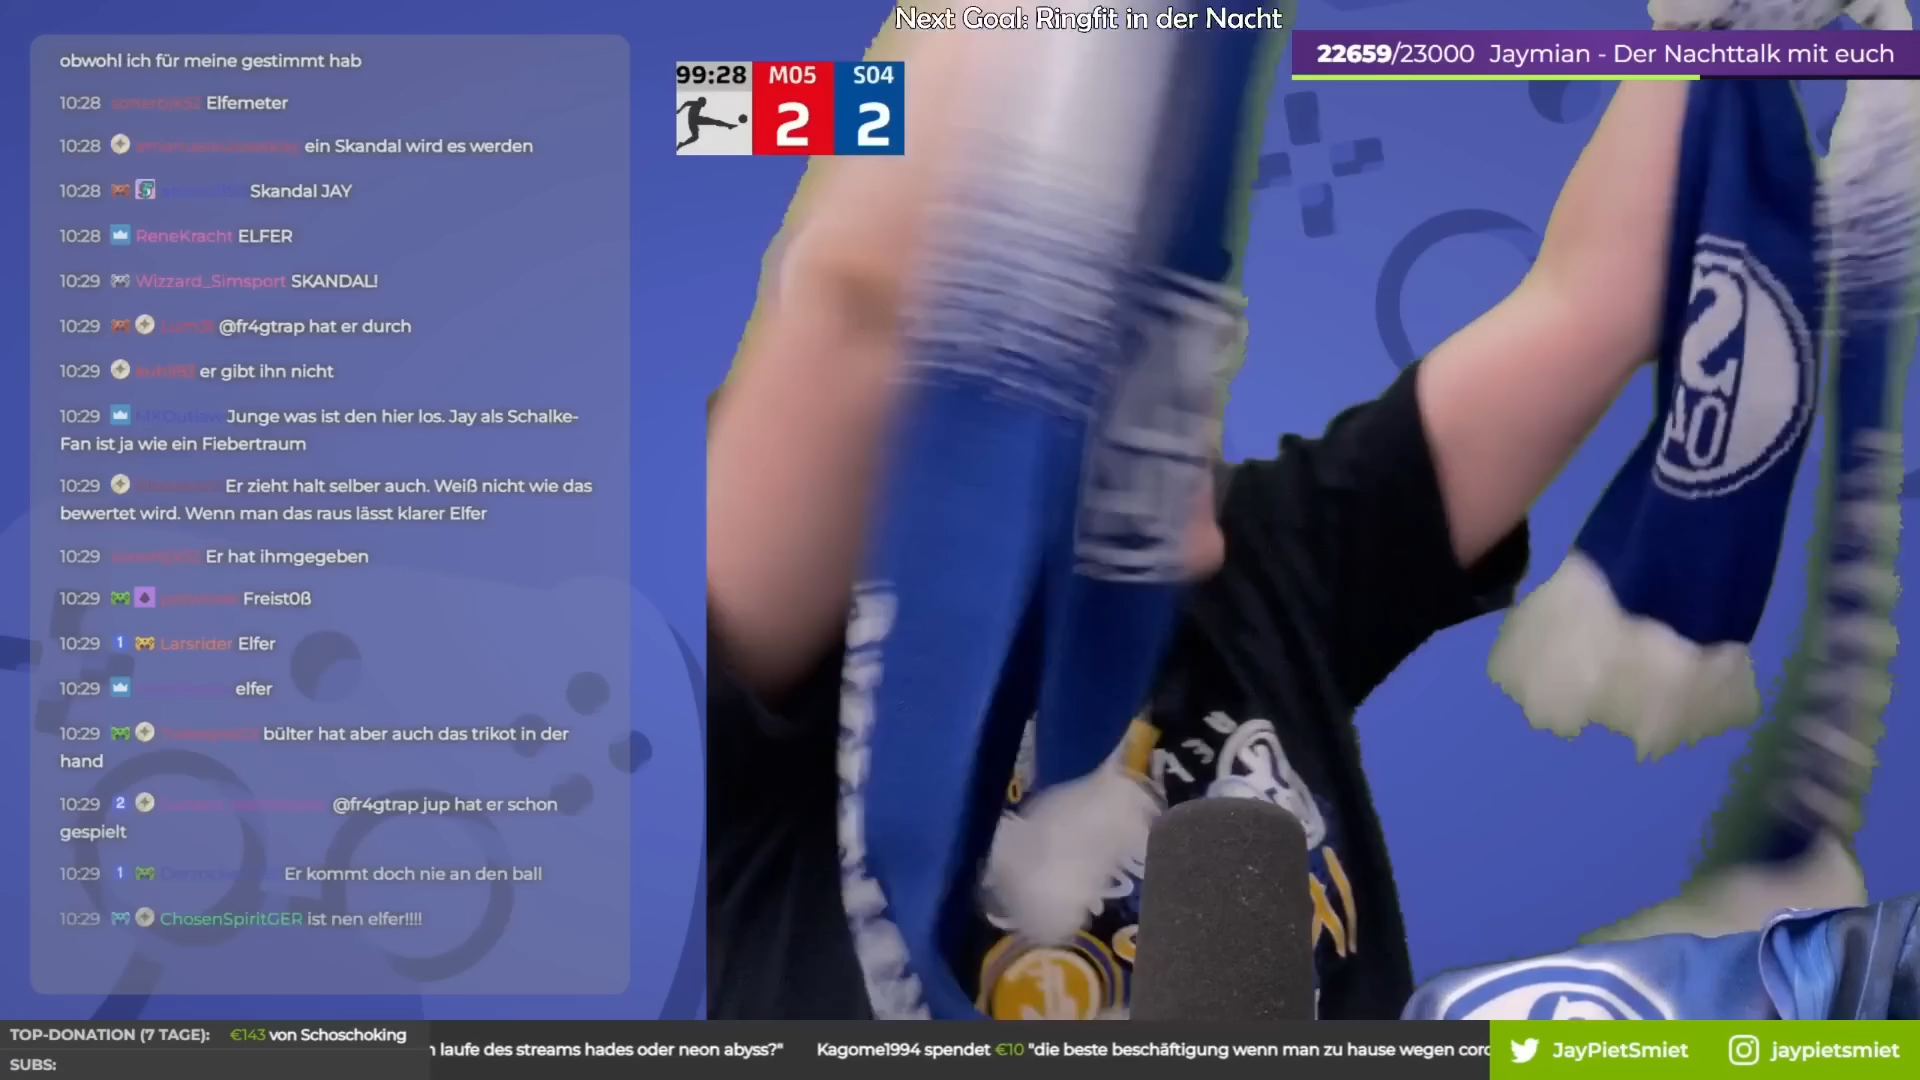 Next Goal: Ringfit in der Nacht
22659/23000 Jaymian - Der Nachttalk mit euch
99:28 M05 S04
2 2
obwohl ich für meine gestimmt hab
10:28 Elfemeter
10:28 ein Skandal wird es werden
10:28 Skandal JAY
10:28 ReneKracht ELFER
10:29 Wizzard_Simsport SKANDAL!
10:29 @fr4gtrap hat er durch
10:29 er gibt ihn nicht
10:29 Junge was ist den hier los. Jay als Schalke-
Fan ist ja wie ein Fiebertraum
10:29 Er zieht halt selber auch. Weiß nicht wie das
bewertet wird. Wenn man das raus lässt klarer Elfer
10:29 Er hat ihmgegeben
10:29 Freist0ß
10:29 1 Larsrider Elfer
10:29 elfer
10:29 bülter hat aber auch das trikot in der
hand
10:29 2 @fr4gtrap jup hat er schon
gespielt
10:29 1 Er kommt doch nie an den ball
10:29 ChosenSpiritGER ist nen elfer!!!!
TOP-DONATION (7 TAGE): €143 von Schoschoking
SUBS:
laufe des streams hades oder neon abyss?" Kagome1994 spendet €10 "die beste beschäftigung wenn man zu hause wegen coro
JayPietSmiet jaypietsmiet